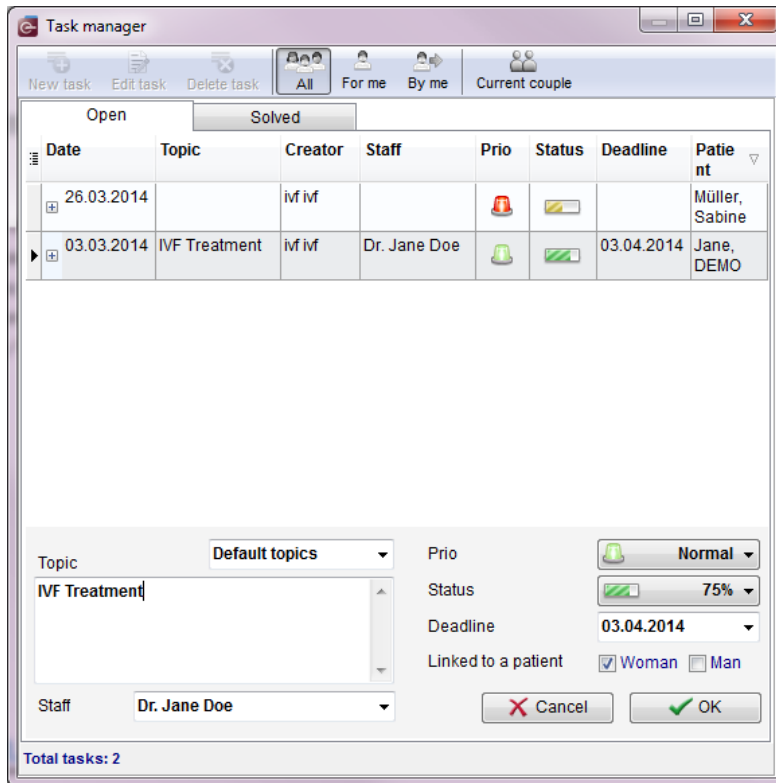 Task manager
New task Edit task Delete task All For me By me Current couple
Open Solved
Date Topic Creator Staff Prio Status Deadline Patie
nt
26.03.2014 ivf ivf Müller,
Sabine
03.03.2014 IVF Treatment ivf ivf Dr. Jane Doe 03.04.2014 Jane,
DEMO
Topic Default topics
IVF Treatment
Prio Normal
Status 75%
Deadline 03.04.2014
Linked to a patient Woman Man
Staff Dr. Jane Doe
Cancel OK
Total tasks: 2